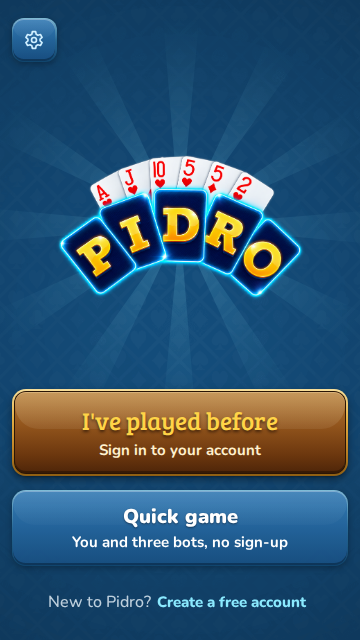 A J 10 5 5 2
PIDRO
I've played before
Sign in to your account
Quick game
You and three bots, no sign-up
New to Pidro? Create a free account